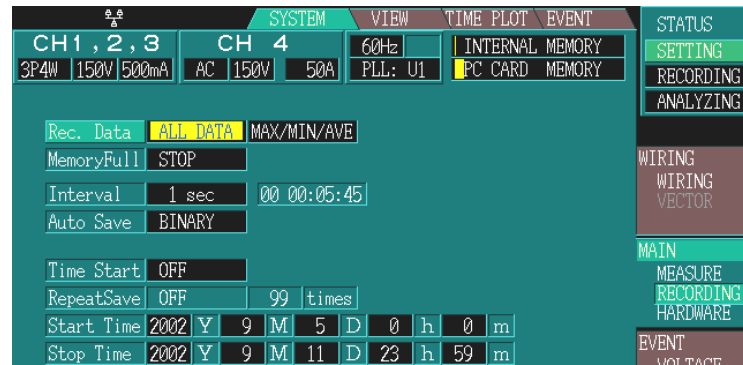 SYSTEM VIEW TIME PLOT EVENT
CH1,2,3 CH 4 60Hz INTERNAL MEMORY
3P4W 150V 500mA AC 150V 50A PLL: U1 PC CARD MEMORY
STATUS
SETTING
RECORDING
ANALYZING
Rec. Data ALL DATA MAX/MIN/AVE
MemoryFull STOP
Interval 1 sec 00 00:05:45
Auto Save BINARY
Time Start OFF
RepeatSave OFF 99 times
Start Time 2002 Y 9 M 5 D 0 h 0 m
Stop Time 2002 Y 9 M 11 D 23 h 59 m
WIRING
WIRING
VECTOR
MAIN
MEASURE
RECORDING
HARDWARE
EVENT
VOLTAGE